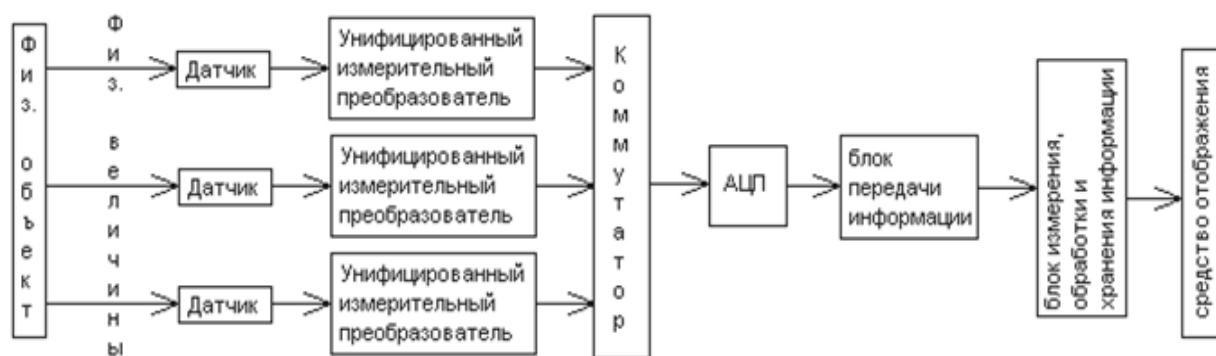 Физ. объект
Физ. величины
Датчик
Унифицированный
измерительный
преобразователь
Датчик
Унифицированный
измерительный
преобразователь
Датчик
Унифицированный
измерительный
преобразователь
Коммутатор
АЦП
блок
передачи
информации
блок измерения,
обработки и
хранения информации
средство отображения